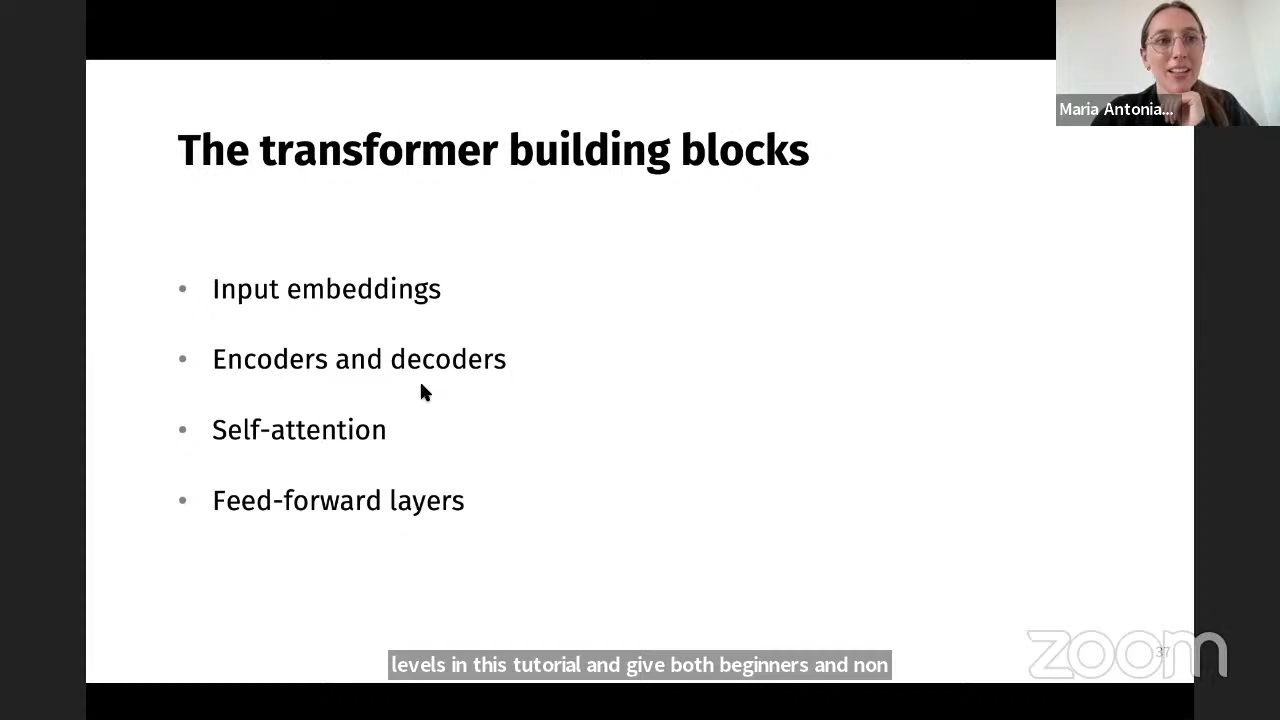 Maria Antonia...
The transformer building blocks
• Input embeddings
• Encoders and decoders
• Self-attention
• Feed-forward layers
levels in this tutorial and give both beginners and non
zoom
37